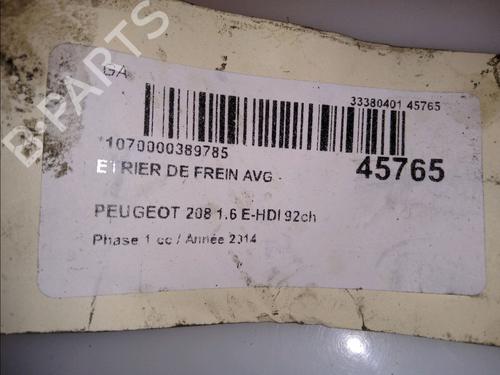 GA
33380401 45765
*1070000389785
45765
ETRIER DE FREIN AVG -
PEUGEOT 208 1.6 E-HDI 92ch
Phase 1 cc / Année 2014
B-PARTS